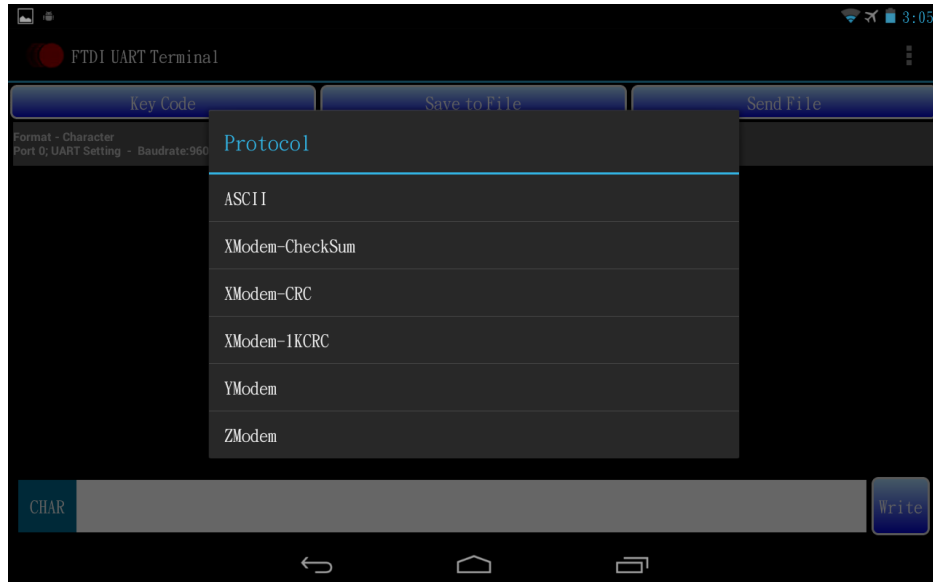 3:05
FTDI UART Terminal
Key Code
Save to File
Send File
Format - Character
Port 0; UART Setting - Baudrate:960
Protocol
ASCII
XModem-CheckSum
XModem-CRC
XModem-1KCRC
YModem
ZModem
CHAR
Write